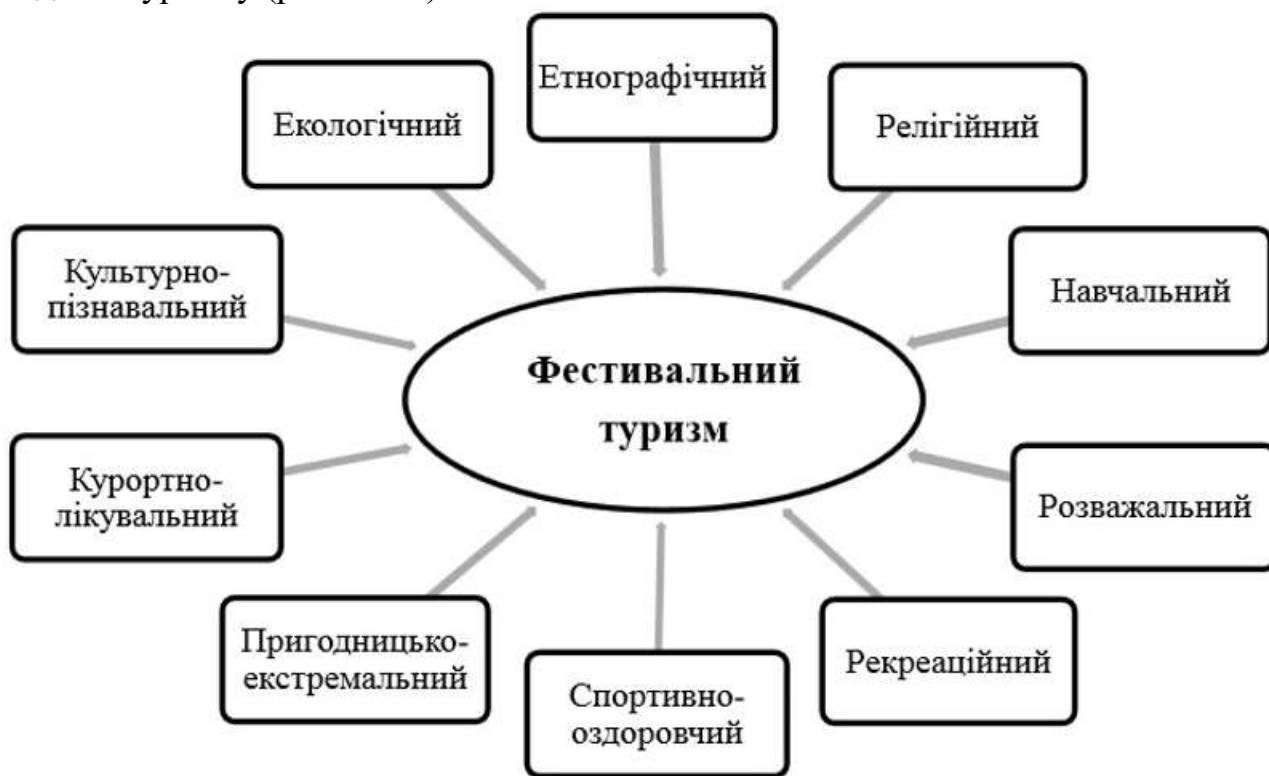 Етнографічний
Екологічний
Релігійний
Культурно-
пізнавальний
Навчальний
Фестивальний
туризм
Курортно-
лікувальний
Розважальний
Пригодницько-
екстремальний
Рекреаційний
Спортивно-
оздоровчий